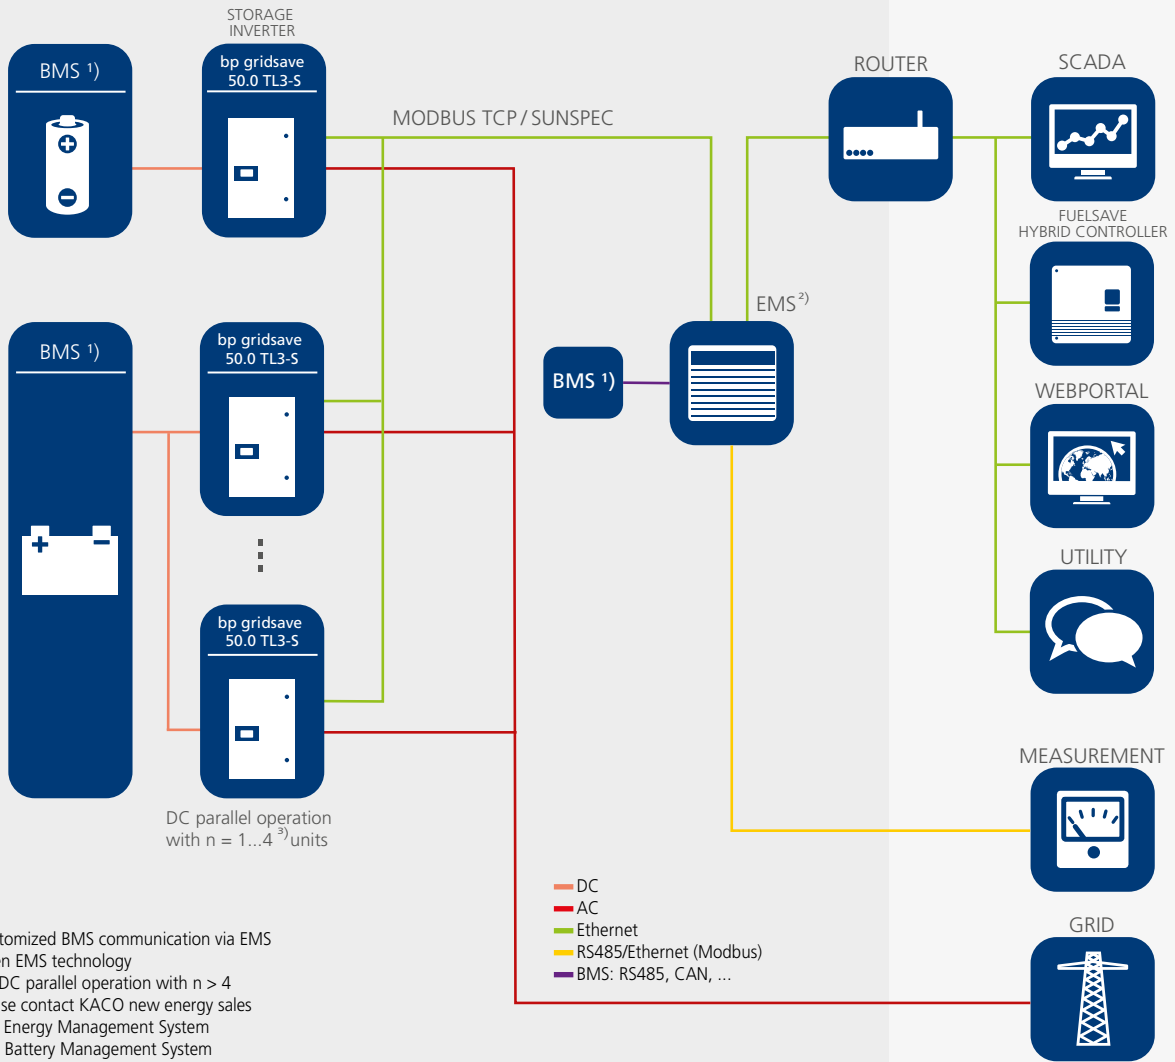 STORAGE
INVERTER
BMS ¹)
bp gridsave
50.0 TL3-S
MODBUS TCP / SUNSPEC
ROUTER
SCADA
FUELSAVE
HYBRID CONTROLLER
EMS ²)
BMS ¹)
bp gridsave
50.0 TL3-S
BMS ¹)
WEBPORTAL
UTILITY
bp gridsave
50.0 TL3-S
MEASUREMENT
DC parallel operation
with n = 1...4 ³) units
DC
AC
Ethernet
RS485/Ethernet (Modbus)
BMS: RS485, CAN, ...
GRID
BMS communication via EMS
EMS technology
DC parallel operation with n > 4
contact KACO new energy sales
Energy Management System
Battery Management System